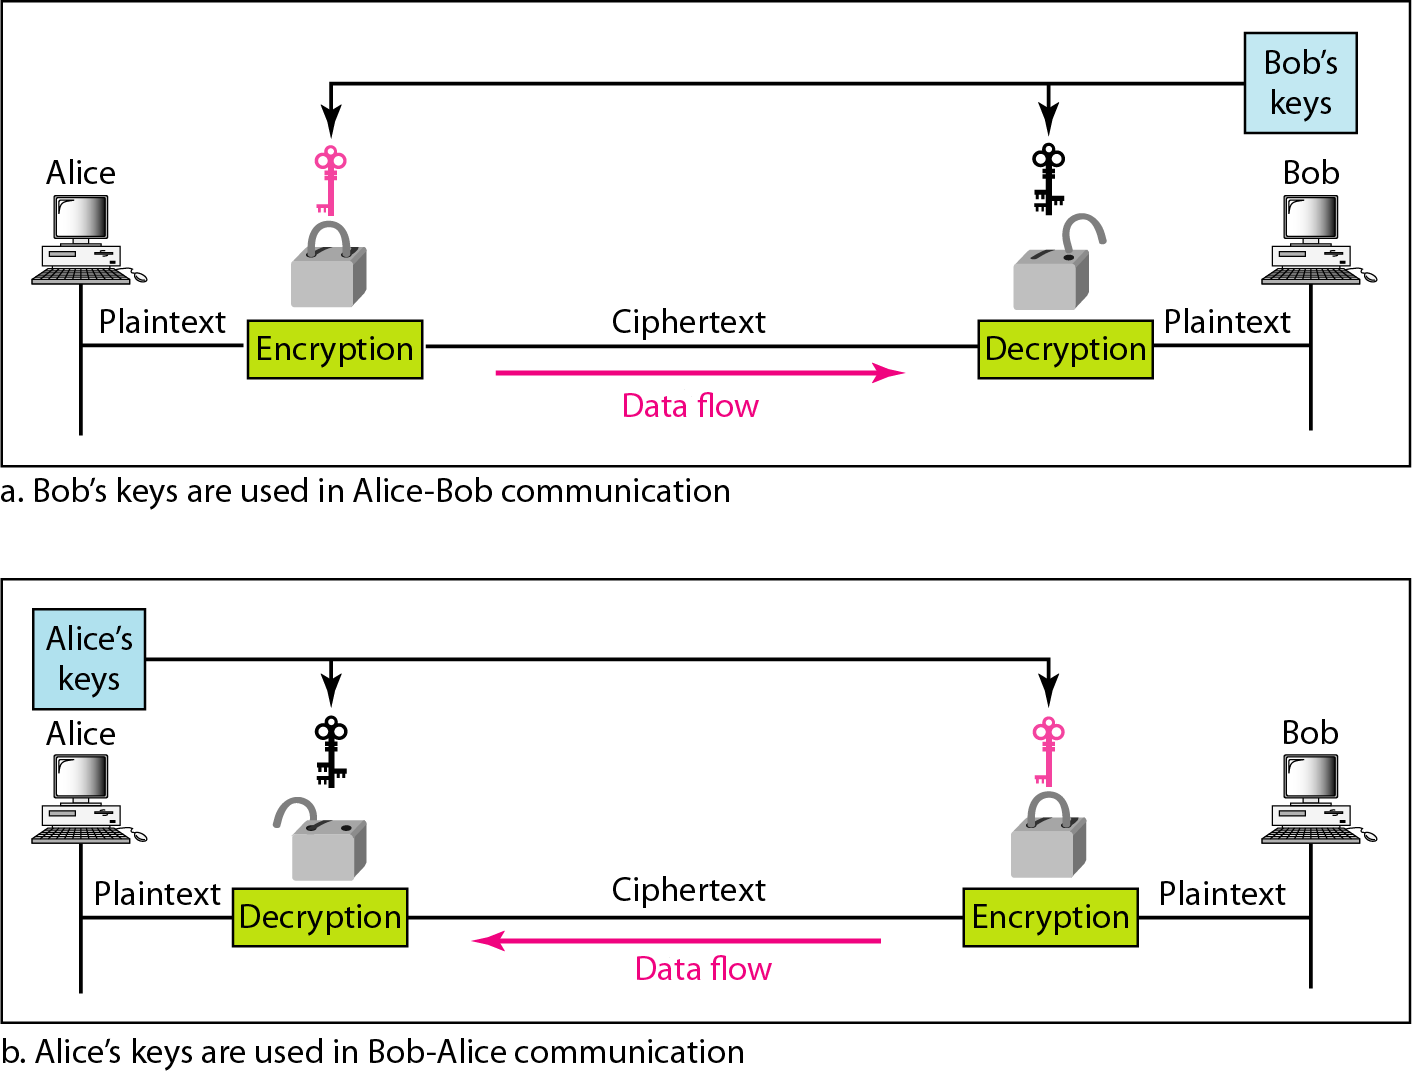 Bob’s
keys
Alice
Bob
Plaintext
Encryption
Ciphertext
Data flow
Decryption
Plaintext
a. Bob’s keys are used in Alice-Bob communication
Alice’s
keys
Alice
Bob
Plaintext
Decryption
Ciphertext
Data flow
Encryption
Plaintext
b. Alice’s keys are used in Bob-Alice communication